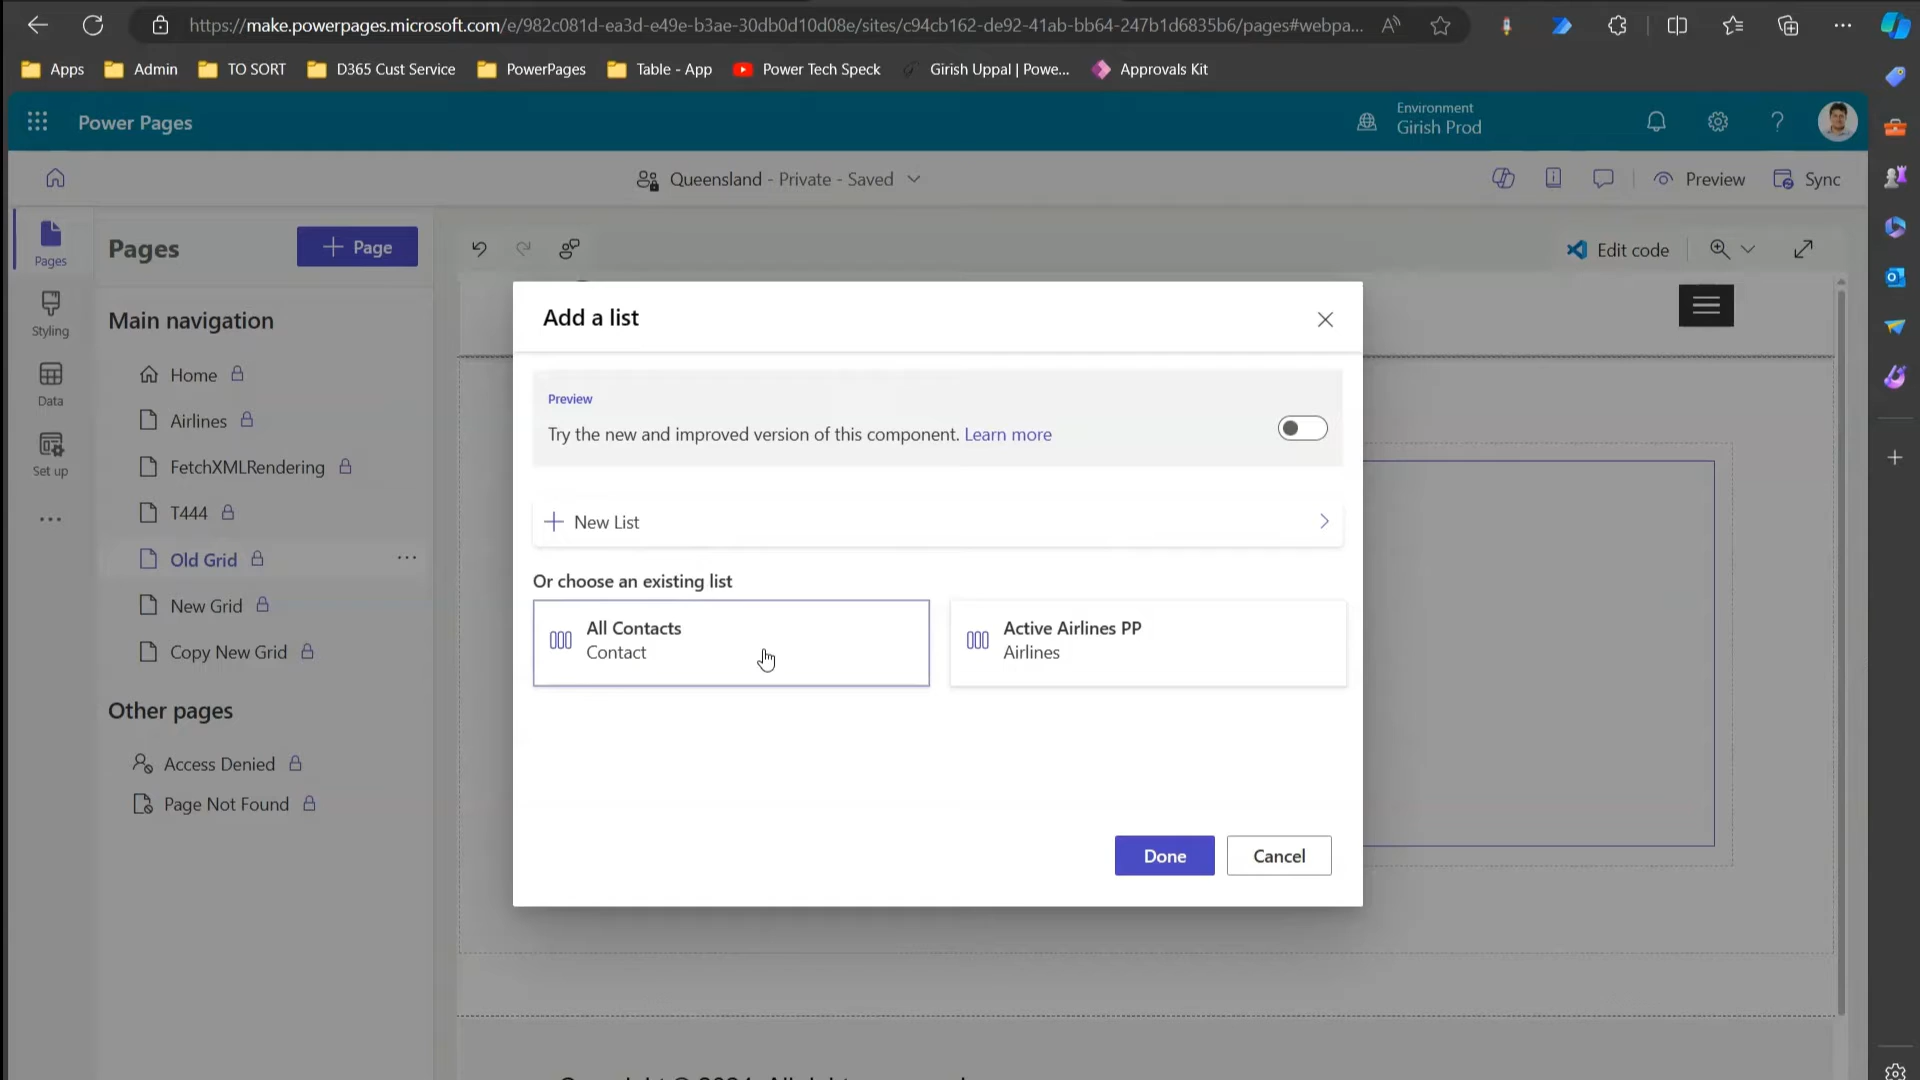 https://make.powerpages.microsoft.com/e/982c081d-ea3d-e49e-b3ae-30db0d10d08e/sites/c94cb162-de92-41ab-bb64-247b1d6835b6/pages#webpa...
Apps
Admin
TO SORT
D365 Cust Service
PowerPages
Table - App
Power Tech Speck
Girish Uppal | Powe...
Approvals Kit
Power Pages
Environment
Girish Prod
Queensland - Private - Saved
Preview
Sync
Pages
Styling
Data
Set up
Pages
+ Page
Main navigation
Home
Airlines
FetchXMLRendering
T444
Old Grid
New Grid
Copy New Grid
Other pages
Access Denied
Page Not Found
Edit code
Add a list
Preview
Try the new and improved version of this component. Learn more
+ New List
Or choose an existing list
All Contacts
Contact
Active Airlines PP
Airlines
Done
Cancel